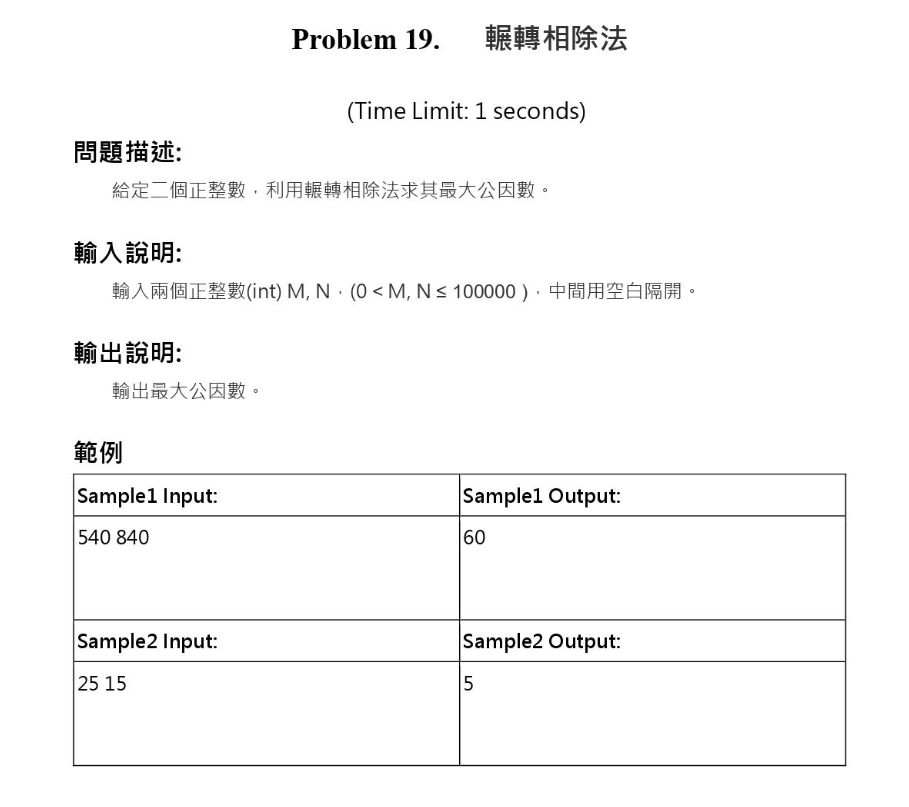 Problem 19. 輾轉相除法
(Time Limit: 1 seconds)
問題描述:
給定二個正整數，利用輾轉相除法求其最大公因數。
輸入說明:
輸入兩個正整數(int) M, N，(0 < M, N ≤ 100000 )，中間用空白隔開。
輸出說明:
輸出最大公因數。
範例
Sample1 Input: Sample1 Output:
540 840 60
Sample2 Input: Sample2 Output:
25 15 5